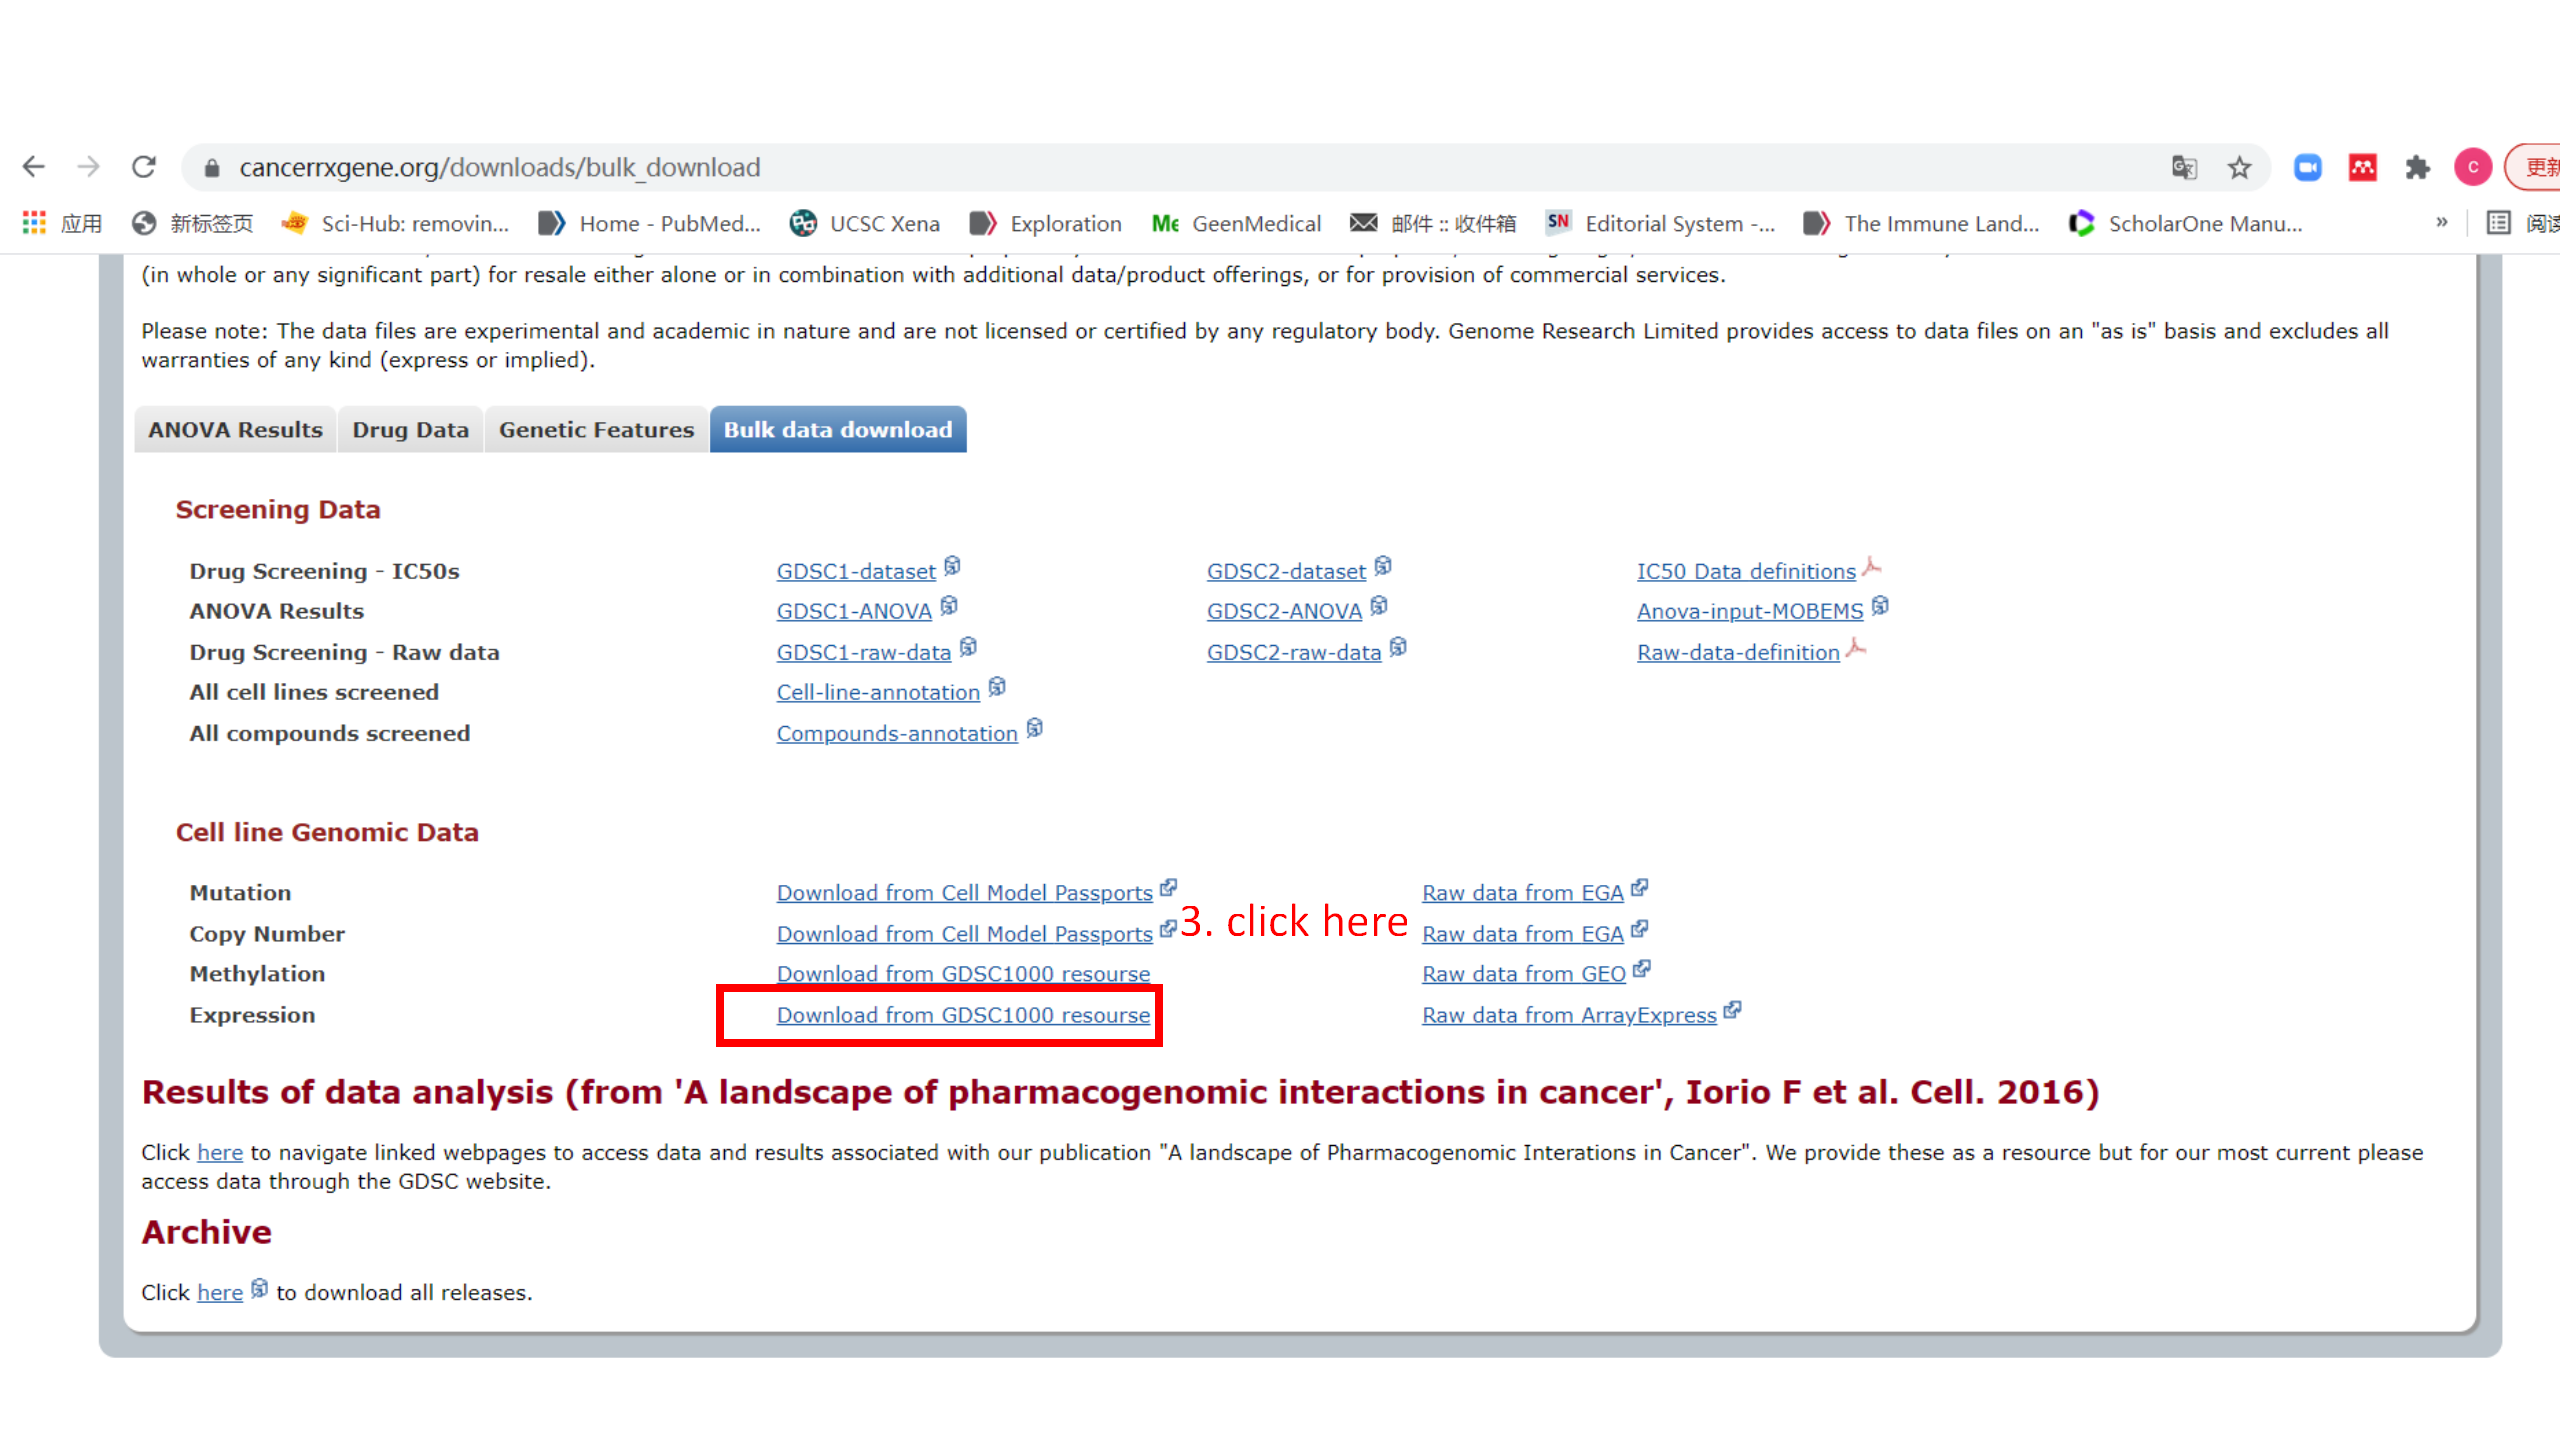 cancerrxgene.org/downloads/bulk_download
C
应用
新标签页
Sci-Hub: removin...
Home - PubMed...
UCSC Xena
Exploration
Me GeenMedical
邮件 :: 收件箱
SN Editorial System -...
The Immune Land...
ScholarOne Manu...
»
(in whole or any significant part) for resale either alone or in combination with additional data/product offerings, or for provision of commercial services.
Please note: The data files are experimental and academic in nature and are not licensed or certified by any regulatory body. Genome Research Limited provides access to data files on an "as is" basis and excludes all
warranties of any kind (express or implied).
ANOVA Results Drug Data Genetic Features Bulk data download
Screening Data
Drug Screening - IC50s GDSC1-dataset GDSC2-dataset IC50 Data definitions
ANOVA Results GDSC1-ANOVA GDSC2-ANOVA Anova-input-MOBEMS
Drug Screening - Raw data GDSC1-raw-data GDSC2-raw-data Raw-data-definition
All cell lines screened Cell-line-annotation
All compounds screened Compounds-annotation
Cell line Genomic Data
Mutation Download from Cell Model Passports Raw data from EGA
3. click here
Copy Number Download from Cell Model Passports Raw data from EGA
Methylation Download from GDSC1000 resourse Raw data from GEO
Expression Download from GDSC1000 resourse Raw data from ArrayExpress
Results of data analysis (from 'A landscape of pharmacogenomic interactions in cancer', Iorio F et al. Cell. 2016)
Click here to navigate linked webpages to access data and results associated with our publication "A landscape of Pharmacogenomic Interations in Cancer". We provide these as a resource but for our most current please
access data through the GDSC website.
Archive
Click here to download all releases.